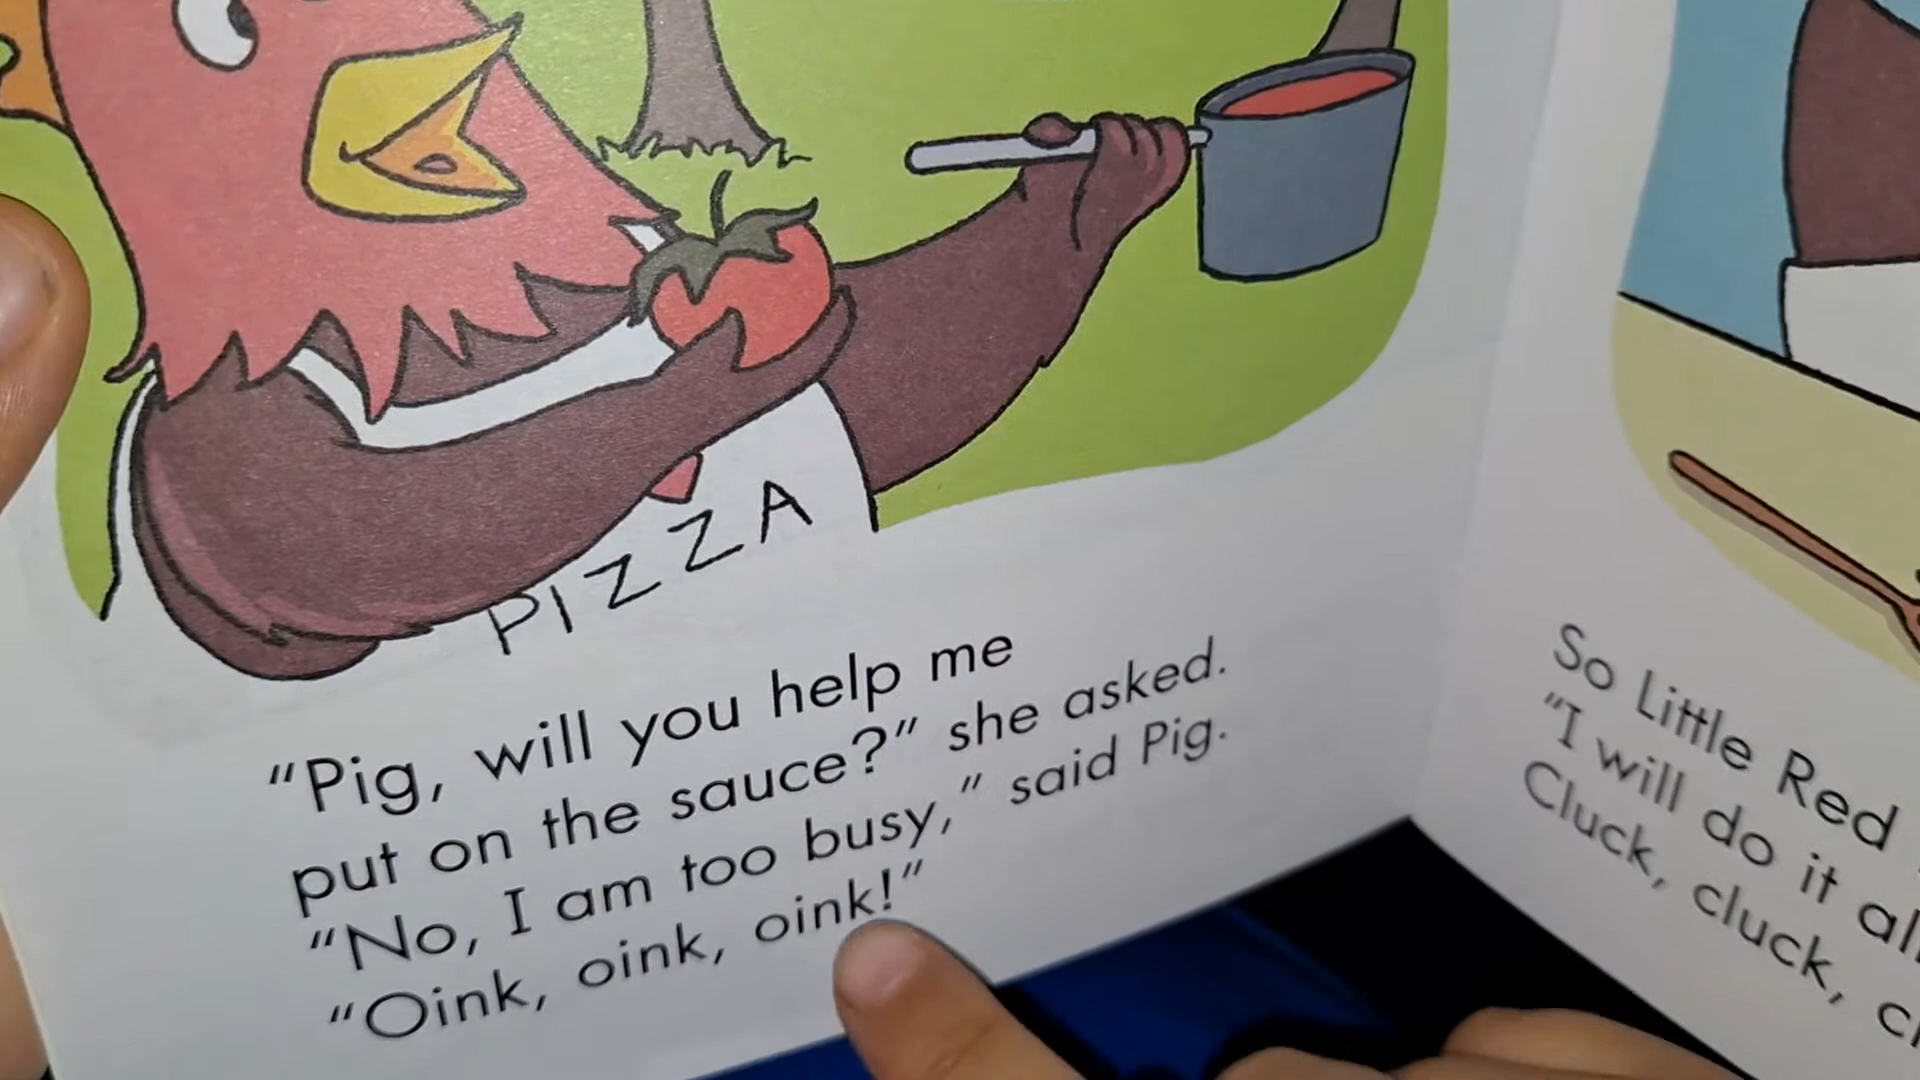 PIZZA
“Pig, will you help me
put on the sauce?” she asked.
“No, I am too busy,” said Pig.
“Oink, oink, oink!”
So Little Red
“I will do it
Cluck, cluck,